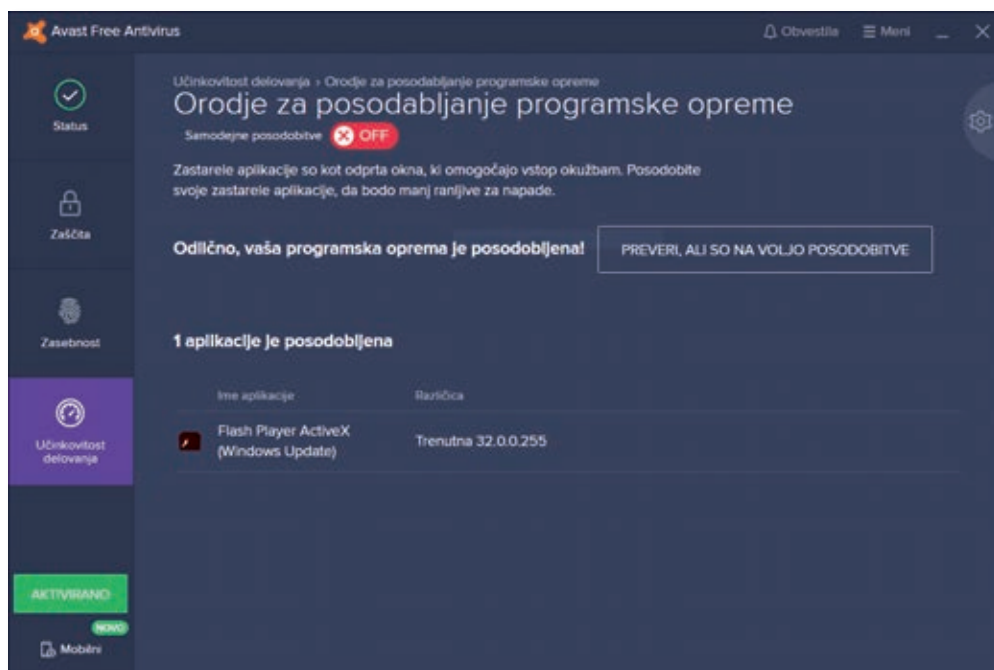 Avast Free Antivirus
Obvestila
Meni
Status
Zaščita
Zasebnost
Učinkovitost
delovanja
AKTIVIRANO
NOVO
Mobilni
Učinkovitost delovanja › Orodje za posodabljanje programske opreme
Orodje za posodabljanje programske opreme
Samodejne posodobitve OFF
Zastarele aplikacije so kot odprta okna, ki omogočajo vstop okužbam. Posodobite
svoje zastarele aplikacije, da bodo manj ranljive za napade.
Odlično, vaša programska oprema je posodobljena!
PREVERI, ALI SO NA VOLJO POSODOBITVE
1 aplikacije je posodobljena
Ime aplikacije
Različica
Flash Player ActiveX
(Windows Update)
Trenutna 32.0.0.255